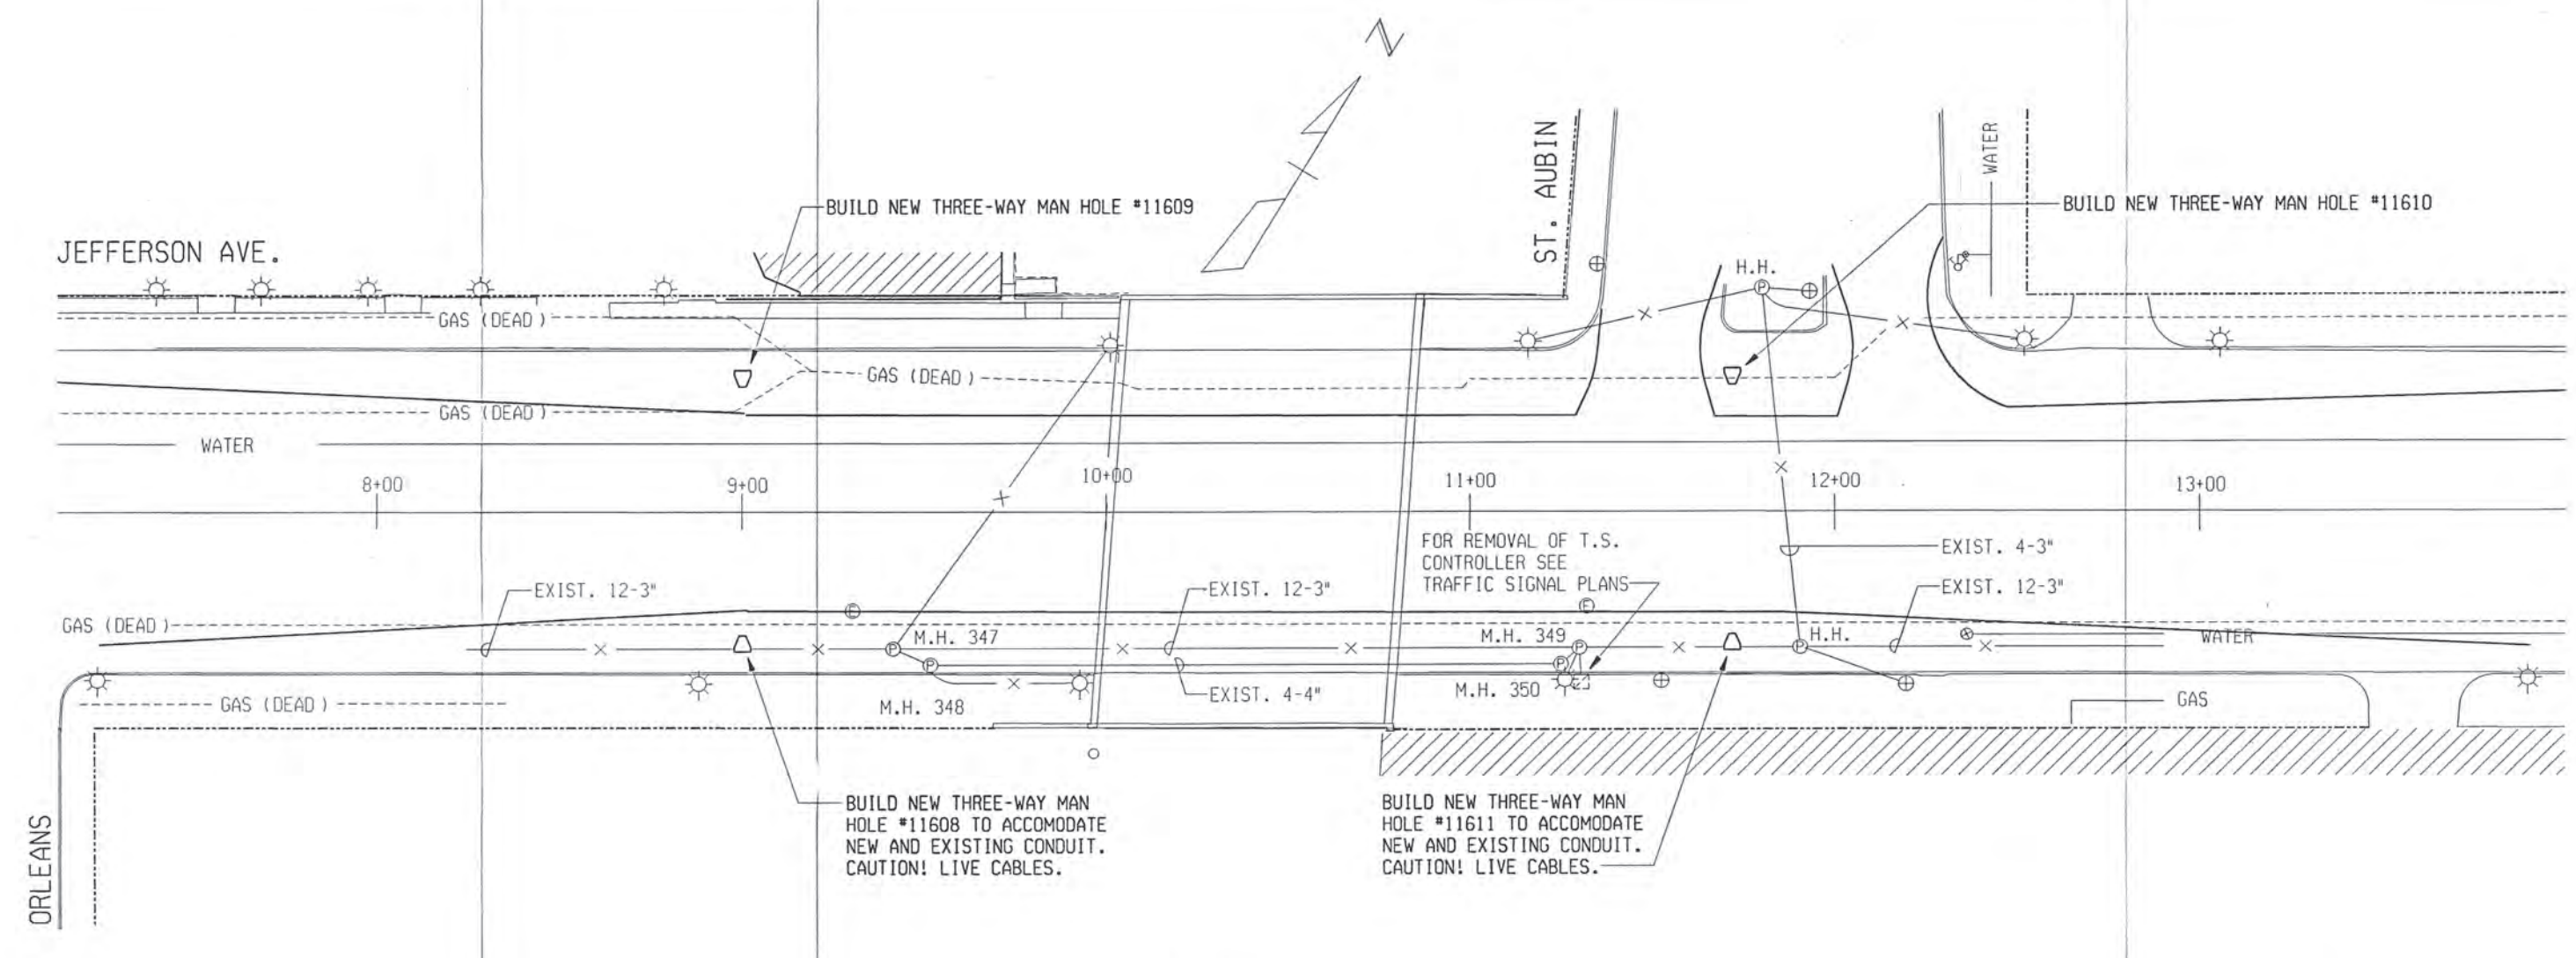 N
ST. AUBIN
WATER
BUILD NEW THREE-WAY MAN HOLE #11609
BUILD NEW THREE-WAY MAN HOLE #11610
JEFFERSON AVE.
H.H.
GAS (DEAD)
GAS (DEAD)
GAS (DEAD)
WATER
8+00
9+00
10+00
11+00
12+00
13+00
FOR REMOVAL OF T.S.
CONTROLLER SEE
TRAFFIC SIGNAL PLANS
EXIST. 4-3"
EXIST. 12-3"
EXIST. 12-3"
EXIST. 12-3"
GAS (DEAD)
E
E
P
P
P
P
P
P
M.H. 347
M.H. 349
H.H.
WATER
EXIST. 4-4"
M.H. 350
GAS (DEAD)
M.H. 348
GAS
BUILD NEW THREE-WAY MAN
HOLE #11608 TO ACCOMODATE
NEW AND EXISTING CONDUIT.
CAUTION! LIVE CABLES.
BUILD NEW THREE-WAY MAN
HOLE #11611 TO ACCOMODATE
NEW AND EXISTING CONDUIT.
CAUTION! LIVE CABLES.
ORLEANS